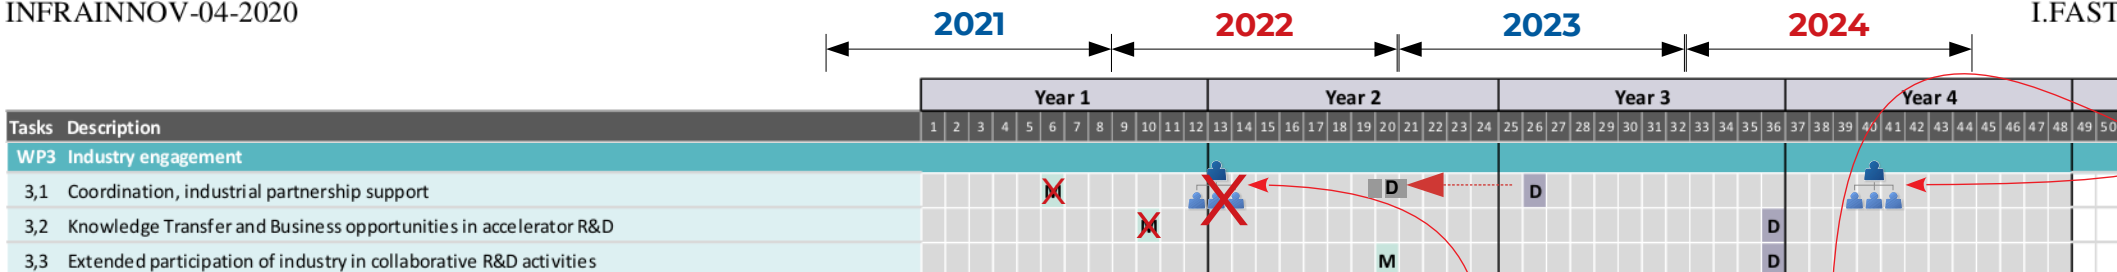 INFRAINNOV-04-2020 I.FAST
2021 2022 2023 2024
Year 1 Year 2 Year 3 Year 4
Tasks Description 1 2 3 4 5 6 7 8 9 10 11 12 13 14 15 16 17 18 19 20 21 22 23 24 25 26 27 28 29 30 31 32 33 34 35 36 37 38 39 40 41 42 43 44 45 46 47 48 49 50
WP3 Industry engagement
3,1 Coordination, industrial partnership support M D D
3,2 Knowledge Transfer and Business opportunities in accelerator R&D M D
3,3 Extended participation of industry in collaborative R&D activities M D